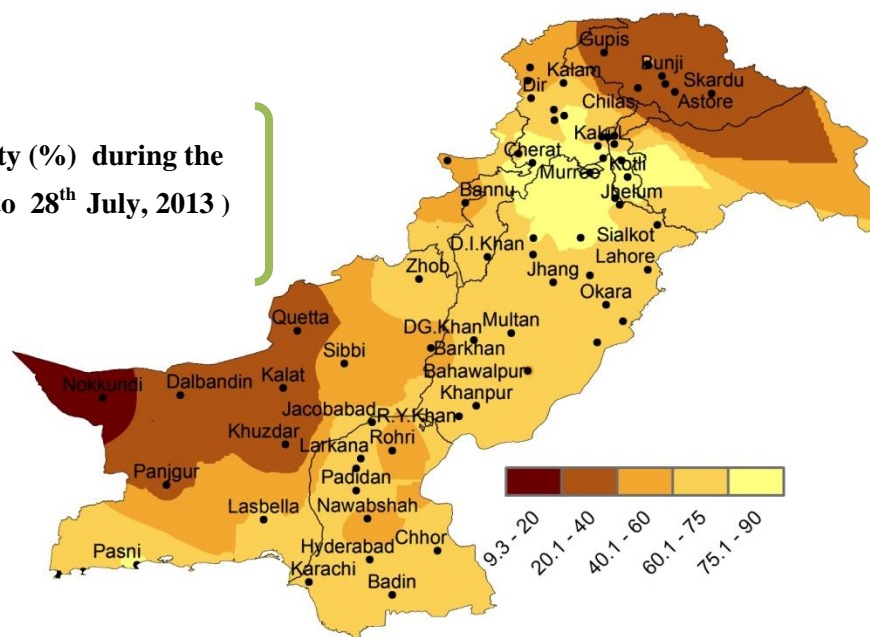 ty (%) during the
to 28th July, 2013 )
Gupis
Bunji
Kalam
Skardu
Dir
Astore
Chilas
Kakul
Cherat
Kotli
Murree
Bannu
Jhelum
Sialkot
D.I.Khan
Lahore
Zhob
Jhang
Okara
Quetta
DG.Khan
Multan
Sibbi
Barkhan
Bahawalpur
Nokkundi
Dalbandin
Kalat
Khanpur
Jacobabad
R.Y.Khan
Khuzdar
Rohri
Larkana
Panjgur
Padidan
Lasbella
Nawabshah
Pasni
Hyderabad
Chhor
Karachi
Badin
9.3 - 20
20.1 - 40
40.1 - 60
60.1 - 75
75.1 - 90